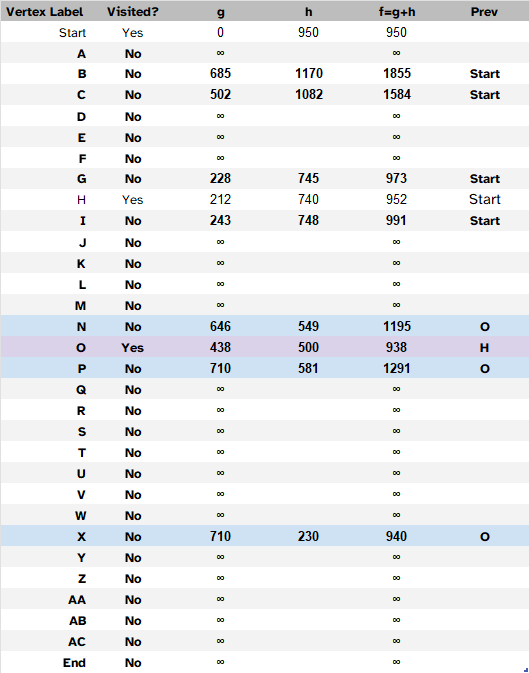 Vertex Label Visited? g h f=g+h Prev
Start Yes 0 950 950
A No ∞ ∞
B No 685 1170 1855 Start
C No 502 1082 1584 Start
D No ∞ ∞
E No ∞ ∞
F No ∞ ∞
G No 228 745 973 Start
H Yes 212 740 952 Start
I No 243 748 991 Start
J No ∞ ∞
K No ∞ ∞
L No ∞ ∞
M No ∞ ∞
N No 646 549 1195 O
O Yes 438 500 938 H
P No 710 581 1291 O
Q No ∞ ∞
R No ∞ ∞
S No ∞ ∞
T No ∞ ∞
U No ∞ ∞
V No ∞ ∞
W No ∞ ∞
X No 710 230 940 O
Y No ∞ ∞
Z No ∞ ∞
AA No ∞ ∞
AB No ∞ ∞
AC No ∞ ∞
End No ∞ ∞